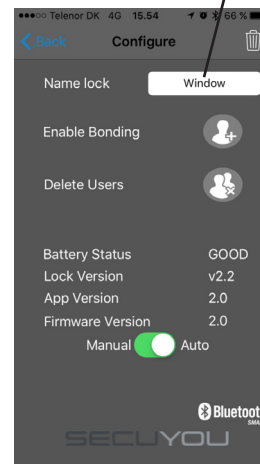 ●●●○○ Telenor DK 4G 15.54 66 %
Back Configure
Name lock Window
Enable Bonding
Delete Users
Battery Status GOOD
Lock Version v2.2
App Version 2.0
Firmware Version 2.0
Manual Auto
Bluetoot
SMA
SECUYOU